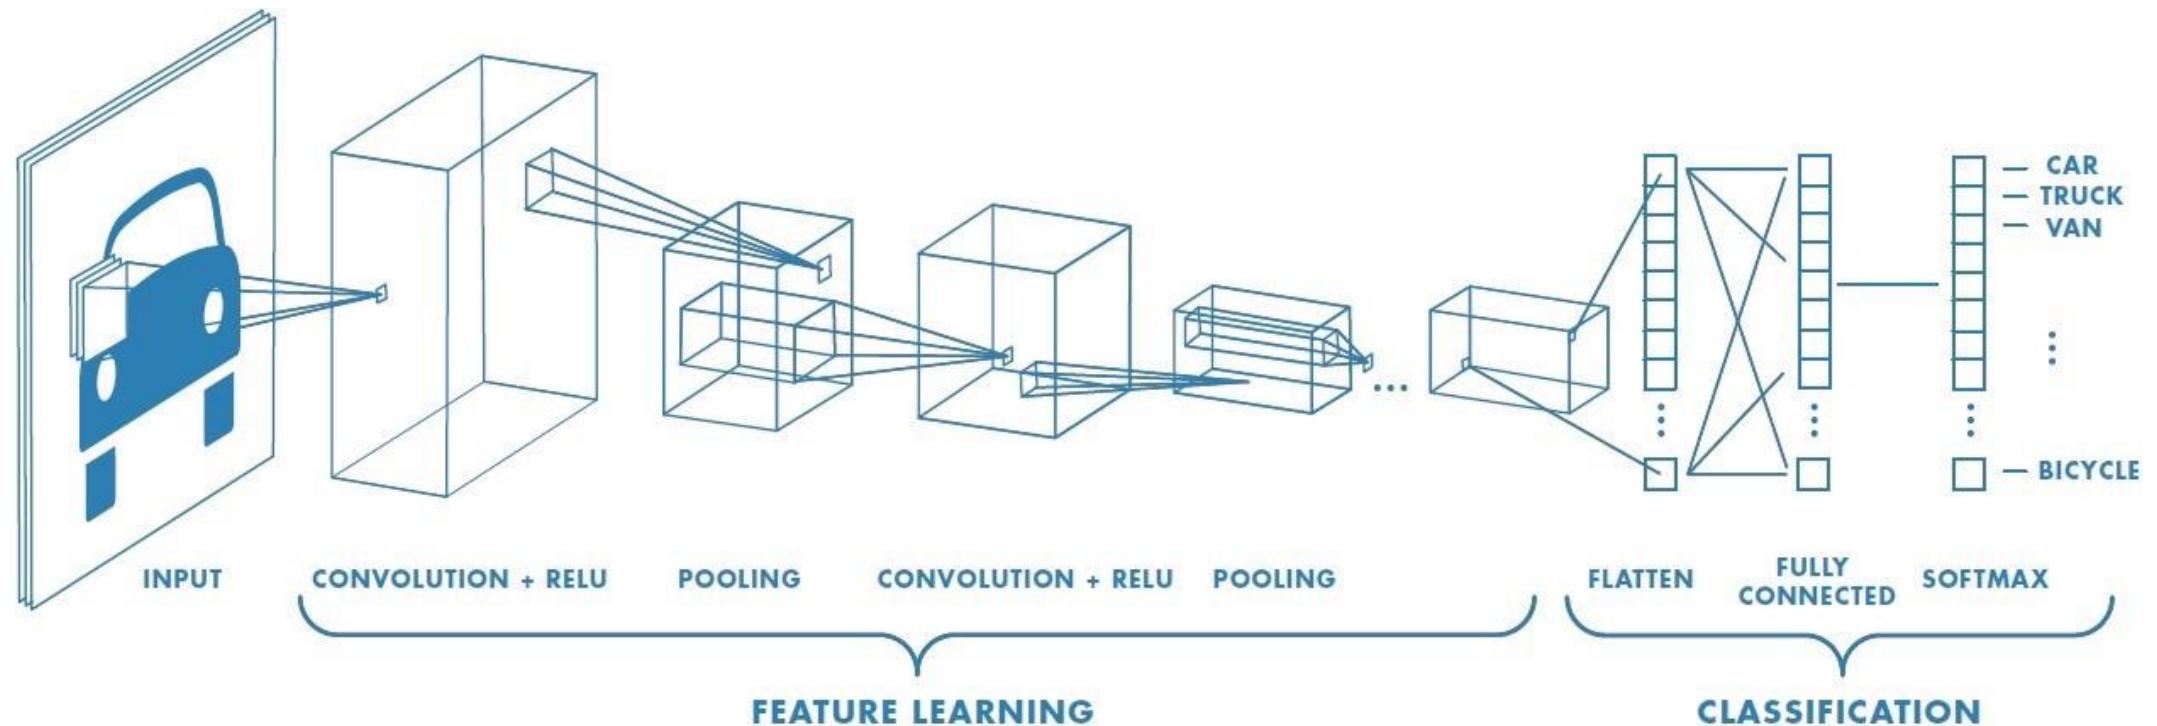 CAR
TRUCK
VAN
BICYCLE
INPUT
CONVOLUTION + RELU
POOLING
CONVOLUTION + RELU
POOLING
FLATTEN
FULLY
CONNECTED
SOFTMAX
FEATURE LEARNING
CLASSIFICATION